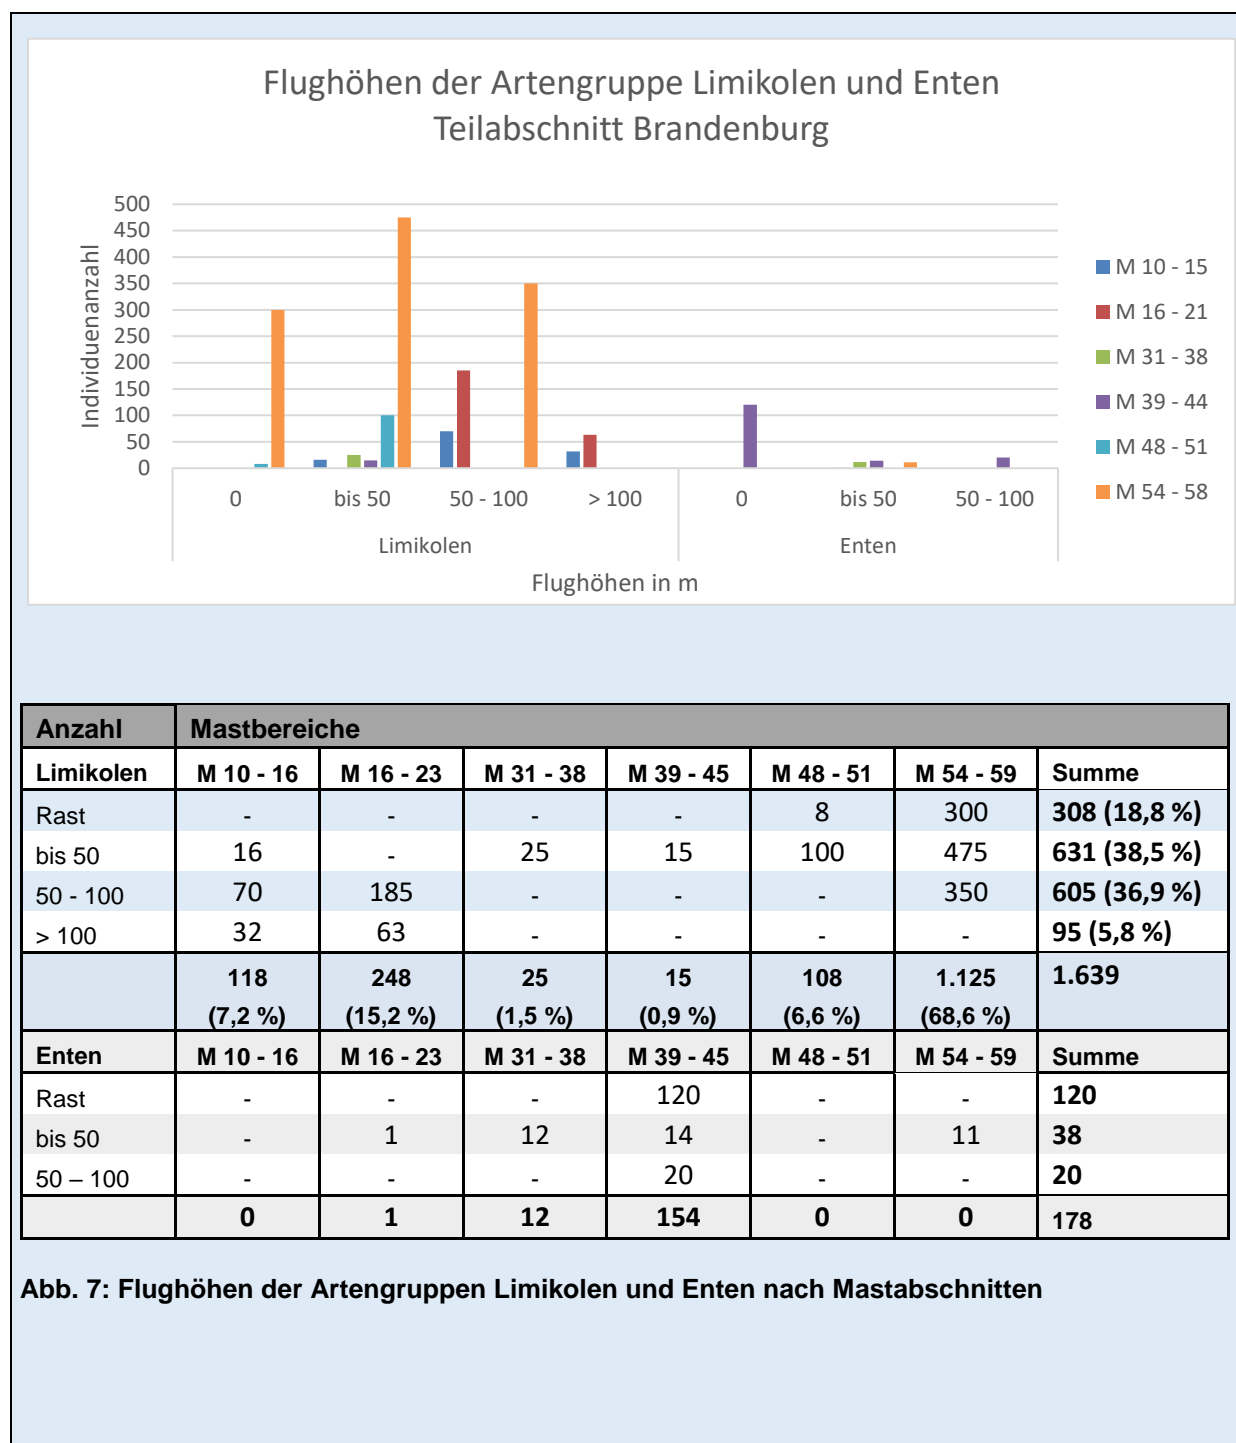 Flughöhen der Artengruppe Limikolen und Enten
Teilabschnitt Brandenburg
500
450
400
350
300
250
200
150
100
50
0
Individuenanzahl
0 bis 50 50 - 100 > 100 0 bis 50 50 - 100
Limikolen Enten
Flughöhen in m
M 10 - 15
M 16 - 21
M 31 - 38
M 39 - 44
M 48 - 51
M 54 - 58
Anzahl Mastbereiche
Limikolen M 10 - 16 M 16 - 23 M 31 - 38 M 39 - 45 M 48 - 51 M 54 - 59 Summe
Rast - - - - 8 300 308 (18,8 %)
bis 50 16 - 25 15 100 475 631 (38,5 %)
50 - 100 70 185 - - - 350 605 (36,9 %)
> 100 32 63 - - - - 95 (5,8 %)
118 248 25 15 108 1.125 1.639
(7,2 %) (15,2 %) (1,5 %) (0,9 %) (6,6 %) (68,6 %)
Enten M 10 - 16 M 16 - 23 M 31 - 38 M 39 - 45 M 48 - 51 M 54 - 59 Summe
Rast - - - 120 - - 120
bis 50 - 1 12 14 - 11 38
50 – 100 - - - 20 - - 20
0 1 12 154 0 0 178
Abb. 7: Flughöhen der Artengruppen Limikolen und Enten nach Mastabschnitten